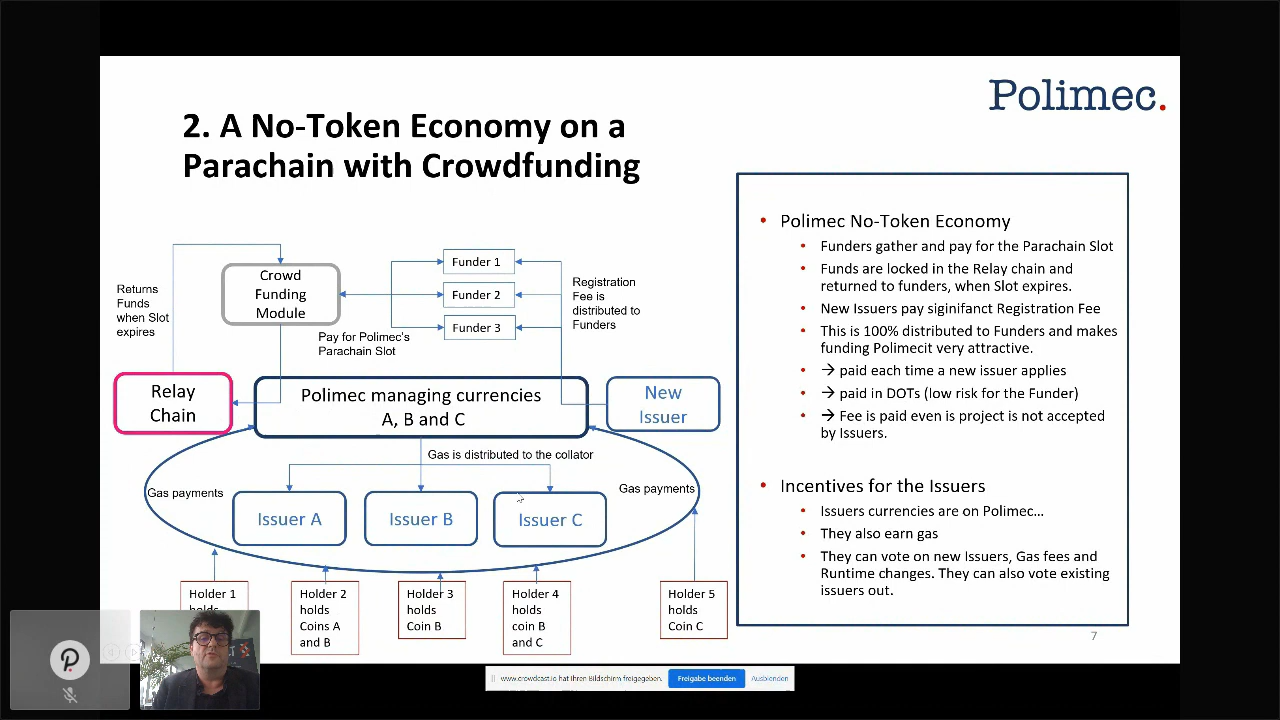 Polimec.
2. A No-Token Economy on a
Parachain with Crowdfunding
Returns
Funds
when Slot
expires
Crowd
Funding
Module
Funder 1
Funder 2
Funder 3
Registration
Fee is
distributed to
Funders
Pay for Polimec's
Parachain Slot
Relay
Chain
Polimec managing currencies
A, B and C
New
Issuer
Gas is distributed to the collator
Gas payments
Gas payments
Issuer A
Issuer B
Issuer C
Holder 1
holds
Holder 2
holds
Coins A
and B
Holder 3
holds
Coin B
Holder 4
holds
coin B
and C
Holder 5
holds
Coin C
• Polimec No-Token Economy
• Funders gather and pay for the Parachain Slot
• Funds are locked in the Relay chain and
returned to funders, when Slot expires.
• New Issuers pay siginifanct Registration Fee
• This is 100% distributed to Funders and makes
funding Polimecit very attractive.
• → paid each time a new issuer applies
• → paid in DOTs (low risk for the Funder)
• → Fee is paid even is project is not accepted
by Issuers.
• Incentives for the Issuers
• Issuers currencies are on Polimec…
• They also earn gas
• They can vote on new Issuers, Gas fees and
Runtime changes. They can also vote existing
issuers out.
7
www.crowdcast.io hat Ihren Bildschirm freigegeben.
Freigabe beenden
Ausblenden